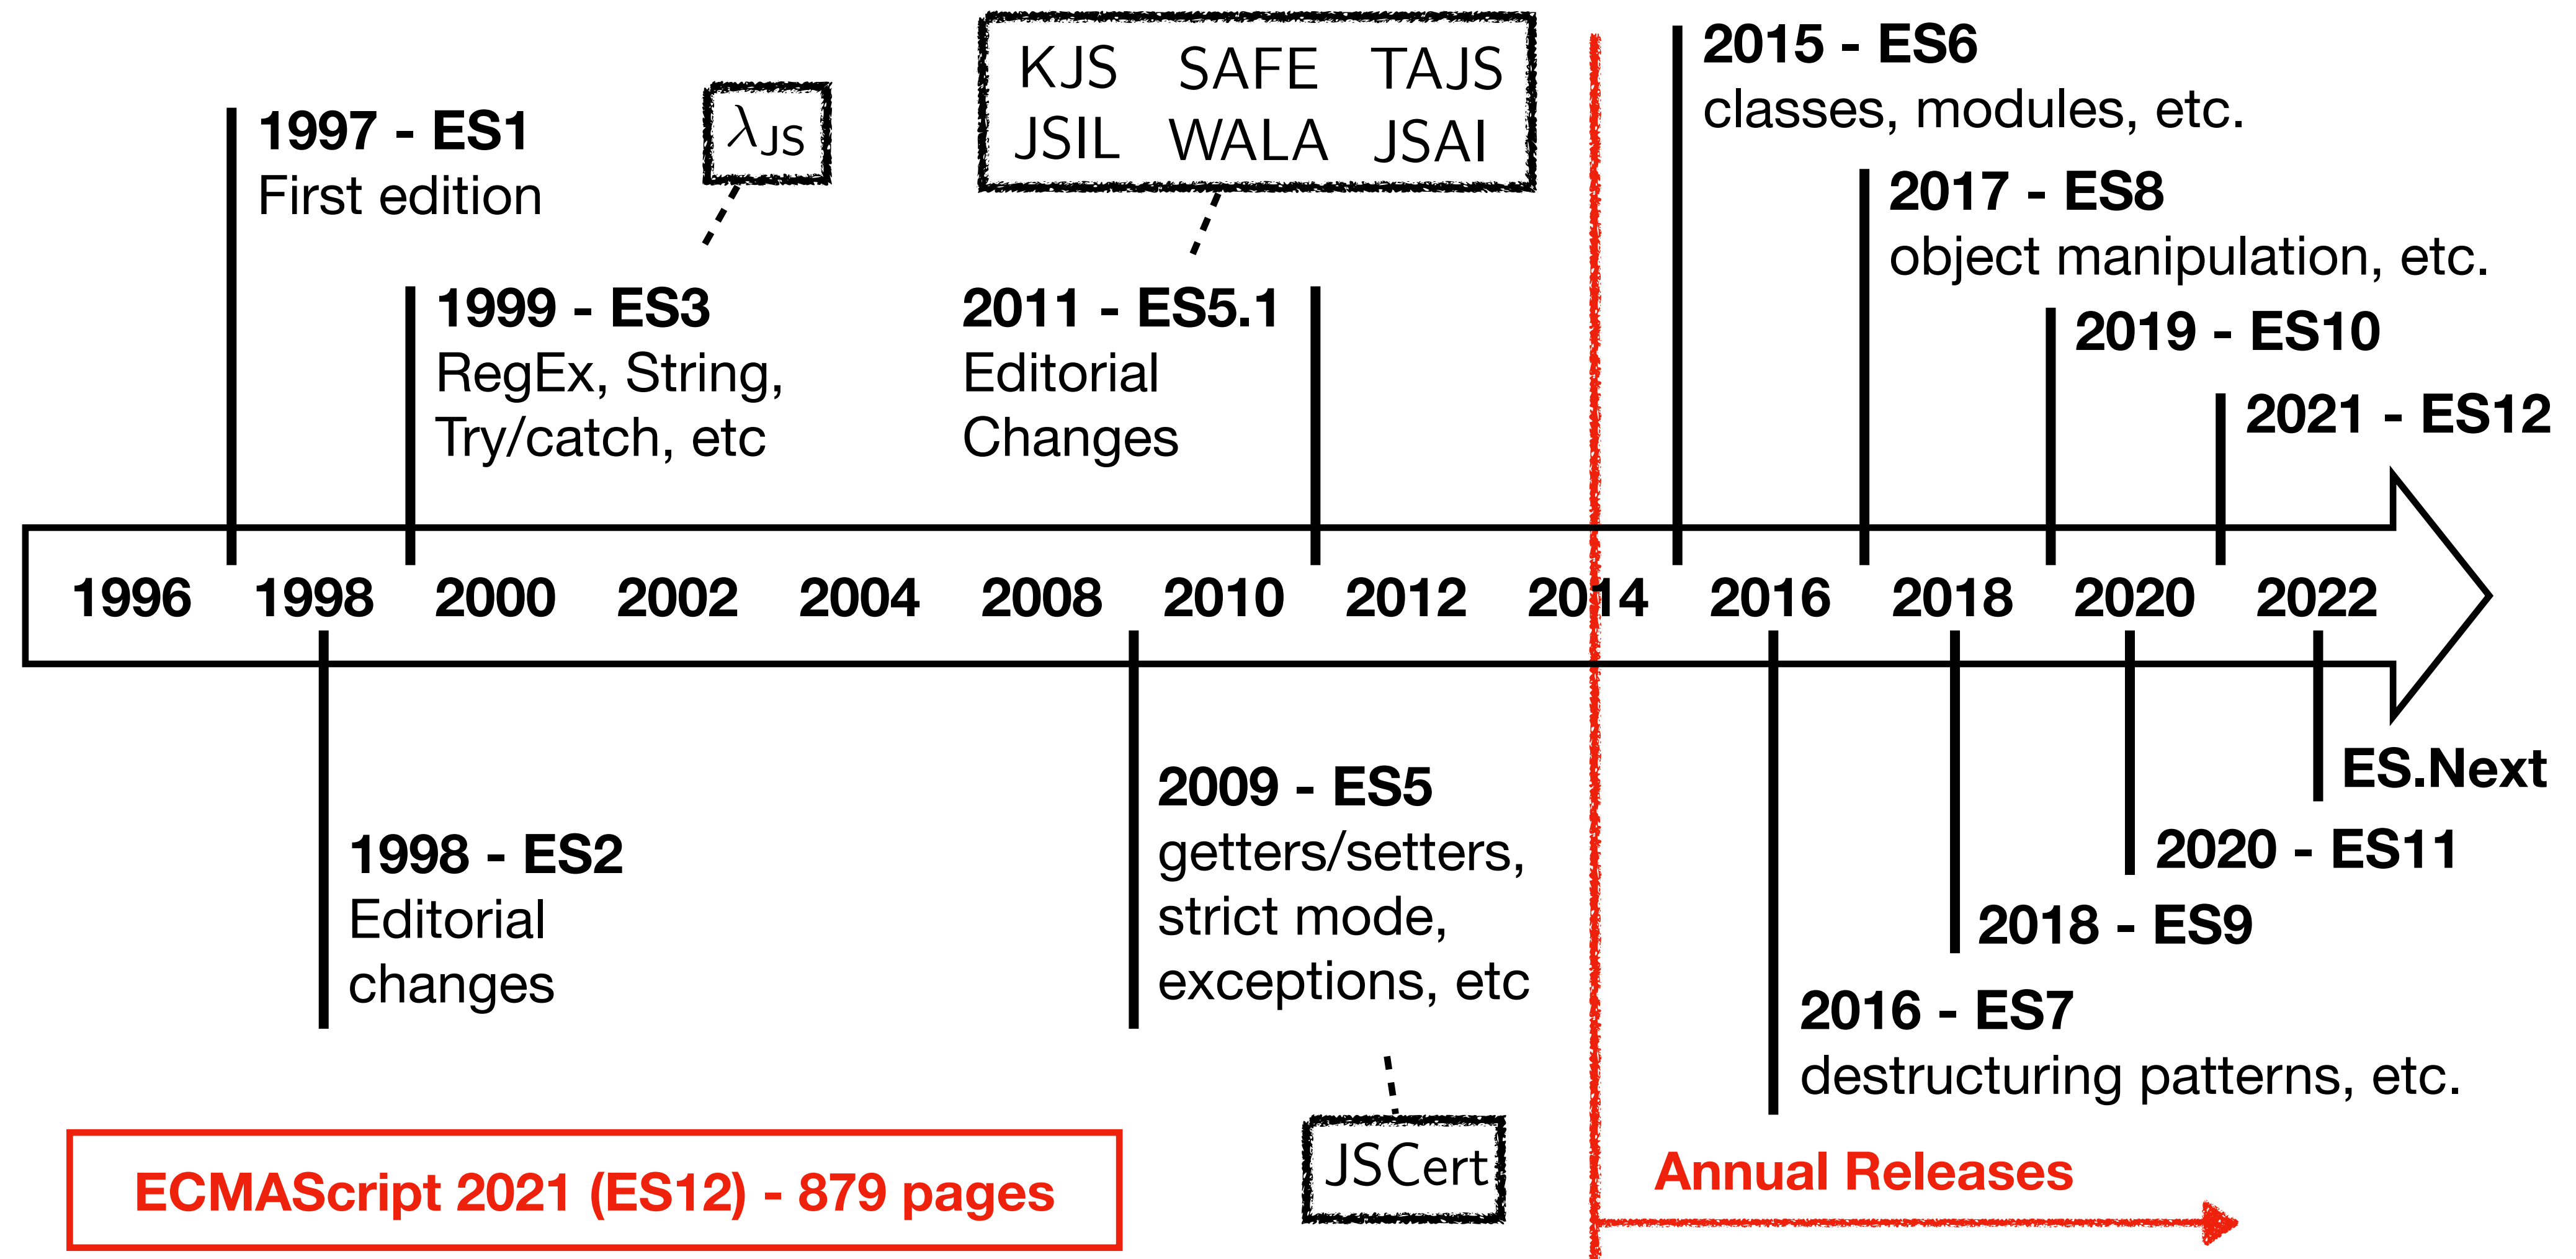 1997 - ES1
First edition
λJS
KJS SAFE TAJS
JSIL WALA JSAI
1999 - ES3
RegEx, String,
Try/catch, etc
2011 - ES5.1
Editorial
Changes
2015 - ES6
classes, modules, etc.
2017 - ES8
object manipulation, etc.
2019 - ES10
2021 - ES12
1996 1998 2000 2002 2004 2008 2010 2012 2014 2016 2018 2020 2022
1998 - ES2
Editorial
changes
2009 - ES5
getters/setters,
strict mode,
exceptions, etc
JSCert
ES.Next
2020 - ES11
2018 - ES9
2016 - ES7
destructuring patterns, etc.
ECMAScript 2021 (ES12) - 879 pages
Annual Releases